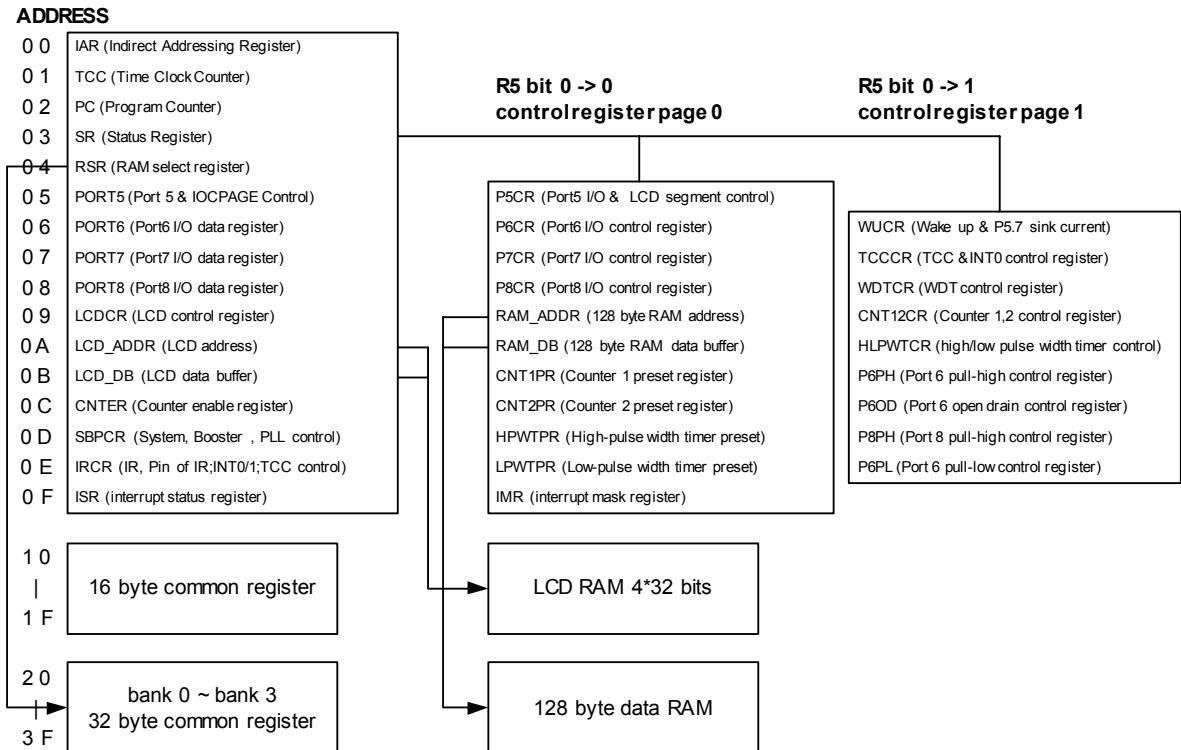 ADDRESS
0 0 IAR (Indirect Addressing Register)
0 1 TCC (Time Clock Counter)
0 2 PC (Program Counter)
0 3 SR (Status Register)
0 4 RSR (RAM select register)
0 5 PORT5 (Port 5 & IOCPAGE Control)
0 6 PORT6 (Port6 I/O data register)
0 7 PORT7 (Port7 I/O data register)
0 8 PORT8 (Port8 I/O data register)
0 9 LCDCR (LCD control register)
0 A LCD_ADDR (LCD address)
0 B LCD_DB (LCD data buffer)
0 C CNTER (Counter enable register)
0 D SBPCR (System, Booster , PLL control)
0 E IRCR (IR, Pin of IR;INT0/1;TCC control)
0 F ISR (interrupt status register)
1 0
|
1 F
16 byte common register
2 0
|
3 F
bank 0 ~ bank 3
32 byte common register
R5 bit 0 -> 0
control register page 0
P5CR (Port5 I/O & LCD segment control)
P6CR (Port6 I/O control register)
P7CR (Port7 I/O control register)
P8CR (Port8 I/O control register)
RAM_ADDR (128 byte RAM address)
RAM_DB (128 byte RAM data buffer)
CNT1PR (Counter 1 preset register)
CNT2PR (Counter 2 preset register)
HPWTPR (High-pulse width timer preset)
LPWTPR (Low-pulse width timer preset)
IMR (interrupt mask register)
LCD RAM 4*32 bits
128 byte data RAM
R5 bit 0 -> 1
control register page 1
WUCR (Wake up & P5.7 sink current)
TCCCR (TCC & INT0 control register)
WDTCR (WDT control register)
CNT12CR (Counter 1,2 control register)
HLPWTCR (high/low pulse width timer control)
P6PH (Port 6 pull-high control register)
P6OD (Port 6 open drain control register)
P8PH (Port 8 pull-high control register)
P6PL (Port 6 pull-low control register)